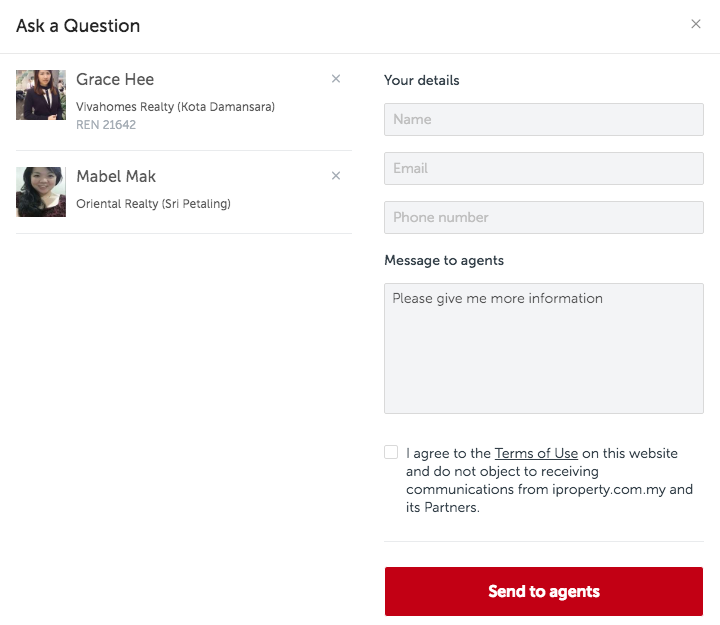 Ask a Question
Grace Hee
Vivahomes Realty (Kota Damansara)
REN 21642
Mabel Mak
Oriental Realty (Sri Petaling)
Your details
Name
Email
Phone number
Message to agents
Please give me more information
I agree to the Terms of Use on this website
and do not object to receiving
communications from iproperty.com.my and
its Partners.
Send to agents